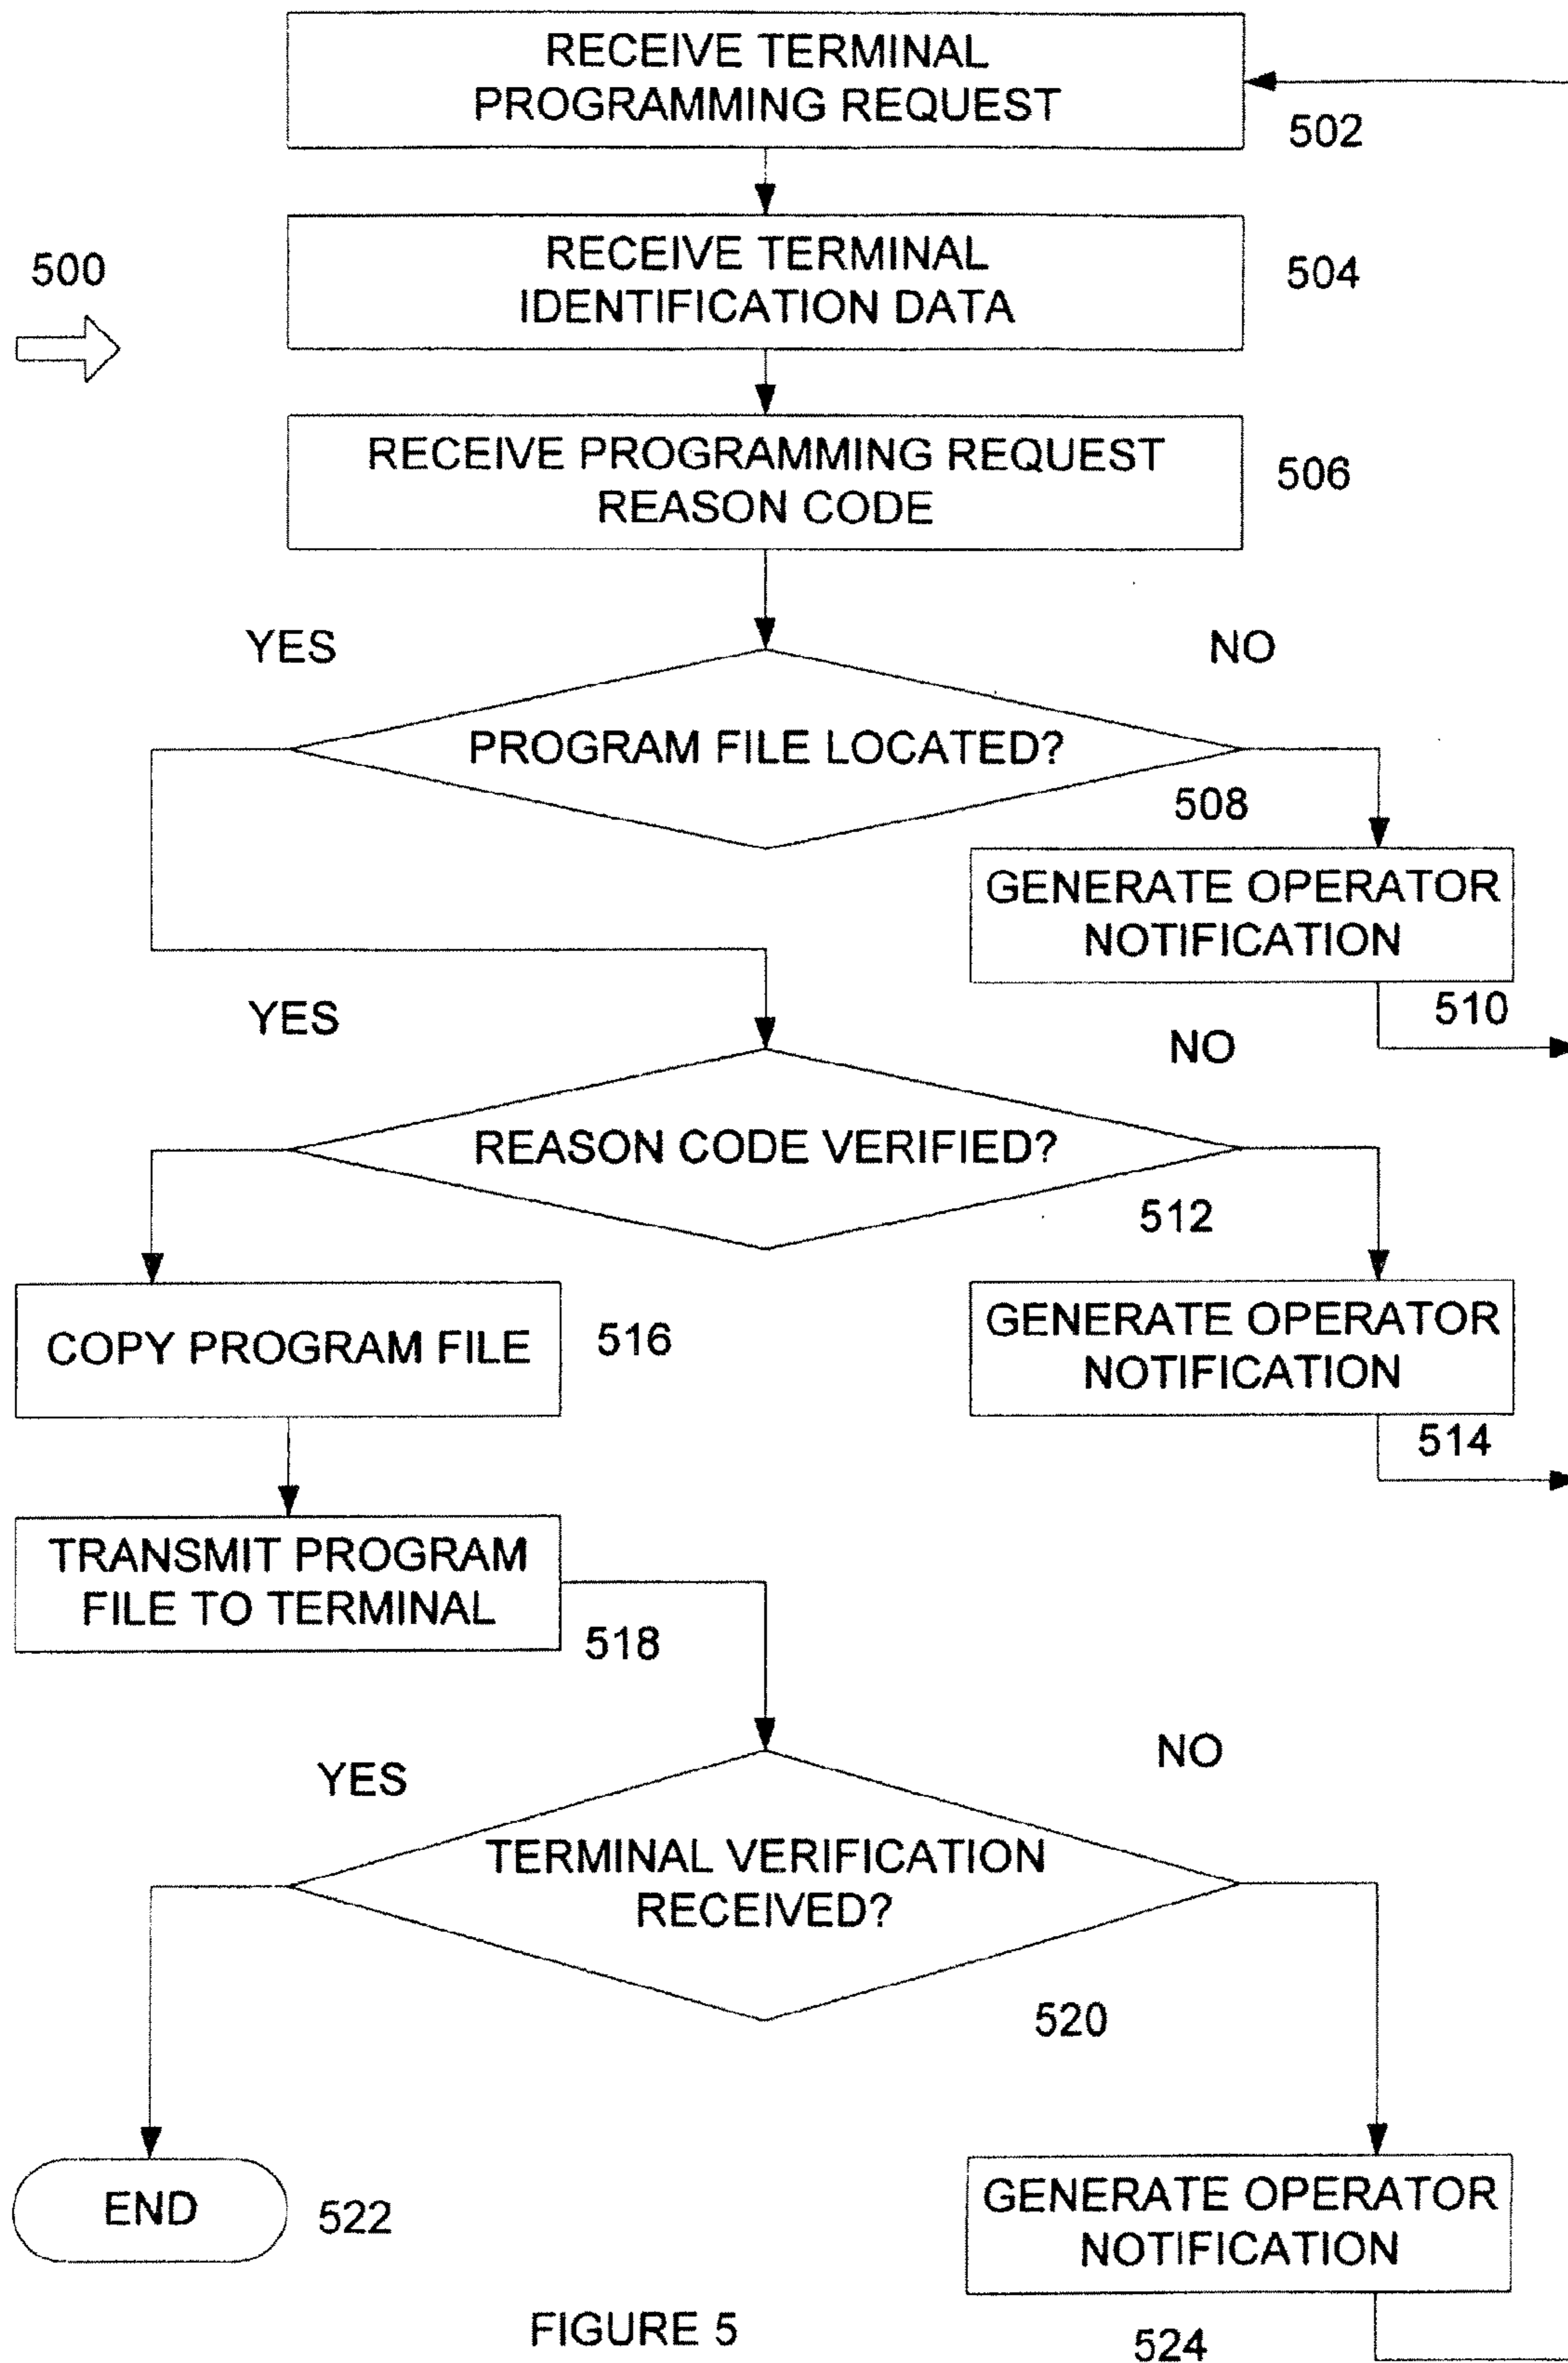 RECEIVE TERMINAL
PROGRAMMING REQUEST
502
RECEIVE TERMINAL
IDENTIFICATION DATA
504
500
RECEIVE PROGRAMMING REQUEST
REASON CODE
506
YES
NO
PROGRAM FILE LOCATED?
508
GENERATE OPERATOR
NOTIFICATION
510
YES
NO
REASON CODE VERIFIED?
512
COPY PROGRAM FILE
516
GENERATE OPERATOR
NOTIFICATION
514
TRANSMIT PROGRAM
FILE TO TERMINAL
518
YES
NO
TERMINAL VERIFICATION
RECEIVED?
520
END
522
GENERATE OPERATOR
NOTIFICATION
524
FIGURE 5